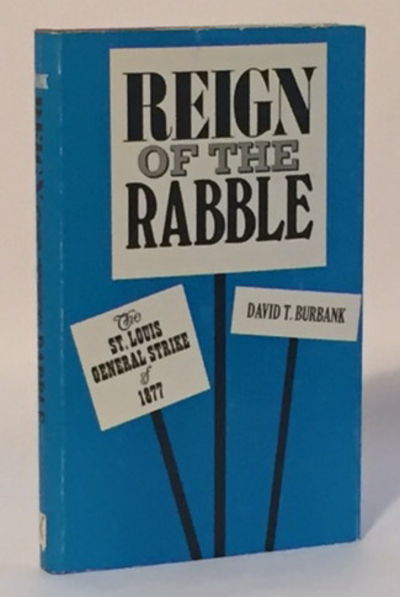 REIGN
OF THE
RABBLE
The
ST. LOUIS
GENERAL STRIKE
of
1877
DAVID T. BURBANK